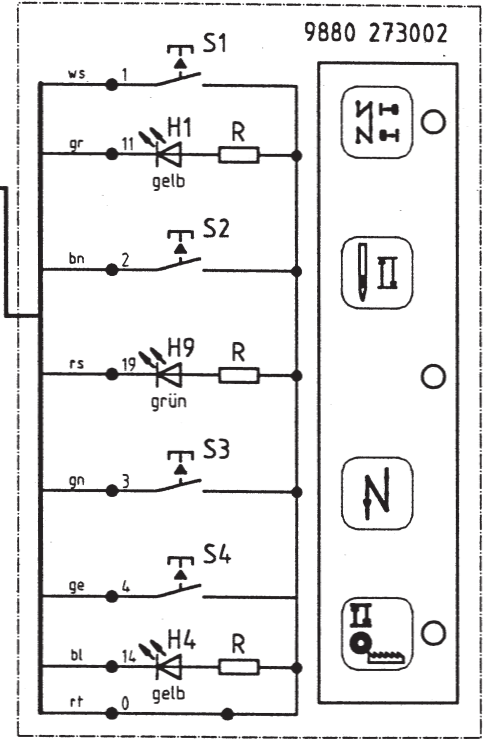 9880 273002
S1
ws 1
gr 11 H1 R
gelb
S2
bn 2
rs 19 H9 R
grün
S3
gn 3
S4
ge 4
bl 14 H4 R
gelb
rt 0